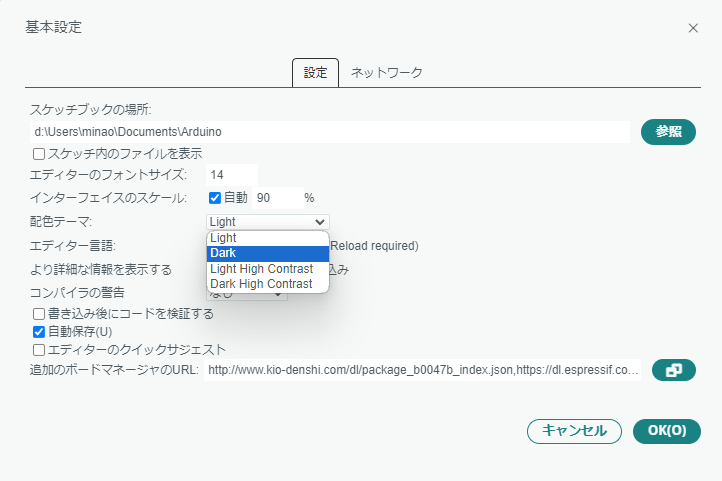 基本設定 ×
設定 ネットワーク
スケッチブックの場所:
d:\Users\minao\Documents\Arduino 参照
スケッチ内のファイルを表示
エディターのフォントサイズ: 14
インターフェイスのスケール: 自動 90 %
配色テーマ: Light
Light
エディター言語: Reload required)
Dark
より詳細な情報を表示する Light High Contrast 込み
Dark High Contrast
コンパイラの警告 なし
書き込み後にコードを検証する
自動保存(U)
エディターのクイックサジェスト
追加のボードマネージャのURL: http://www.kio-denshi.com/dl/package_b0047b_index.json,https://dl.espressif.co...
キャンセル OK(O)